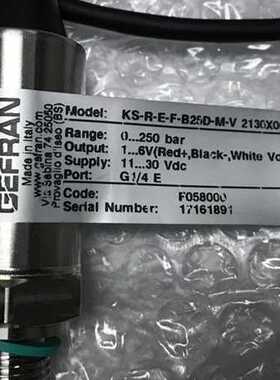 GEFRAN
Made in Italy
www.gefran.com
Via Sebina 74 25050
Provaglio d'Iseo (BS)
Model: KS-R-E-F-B25D-M-V 2130X0
Range: 0...250 bar
Output: 1...6V(Red+,Black-,White Vo
Supply: 11...30 Vdc
Port: G 1/4 E
Code: F058000
Serial Number: 17161891